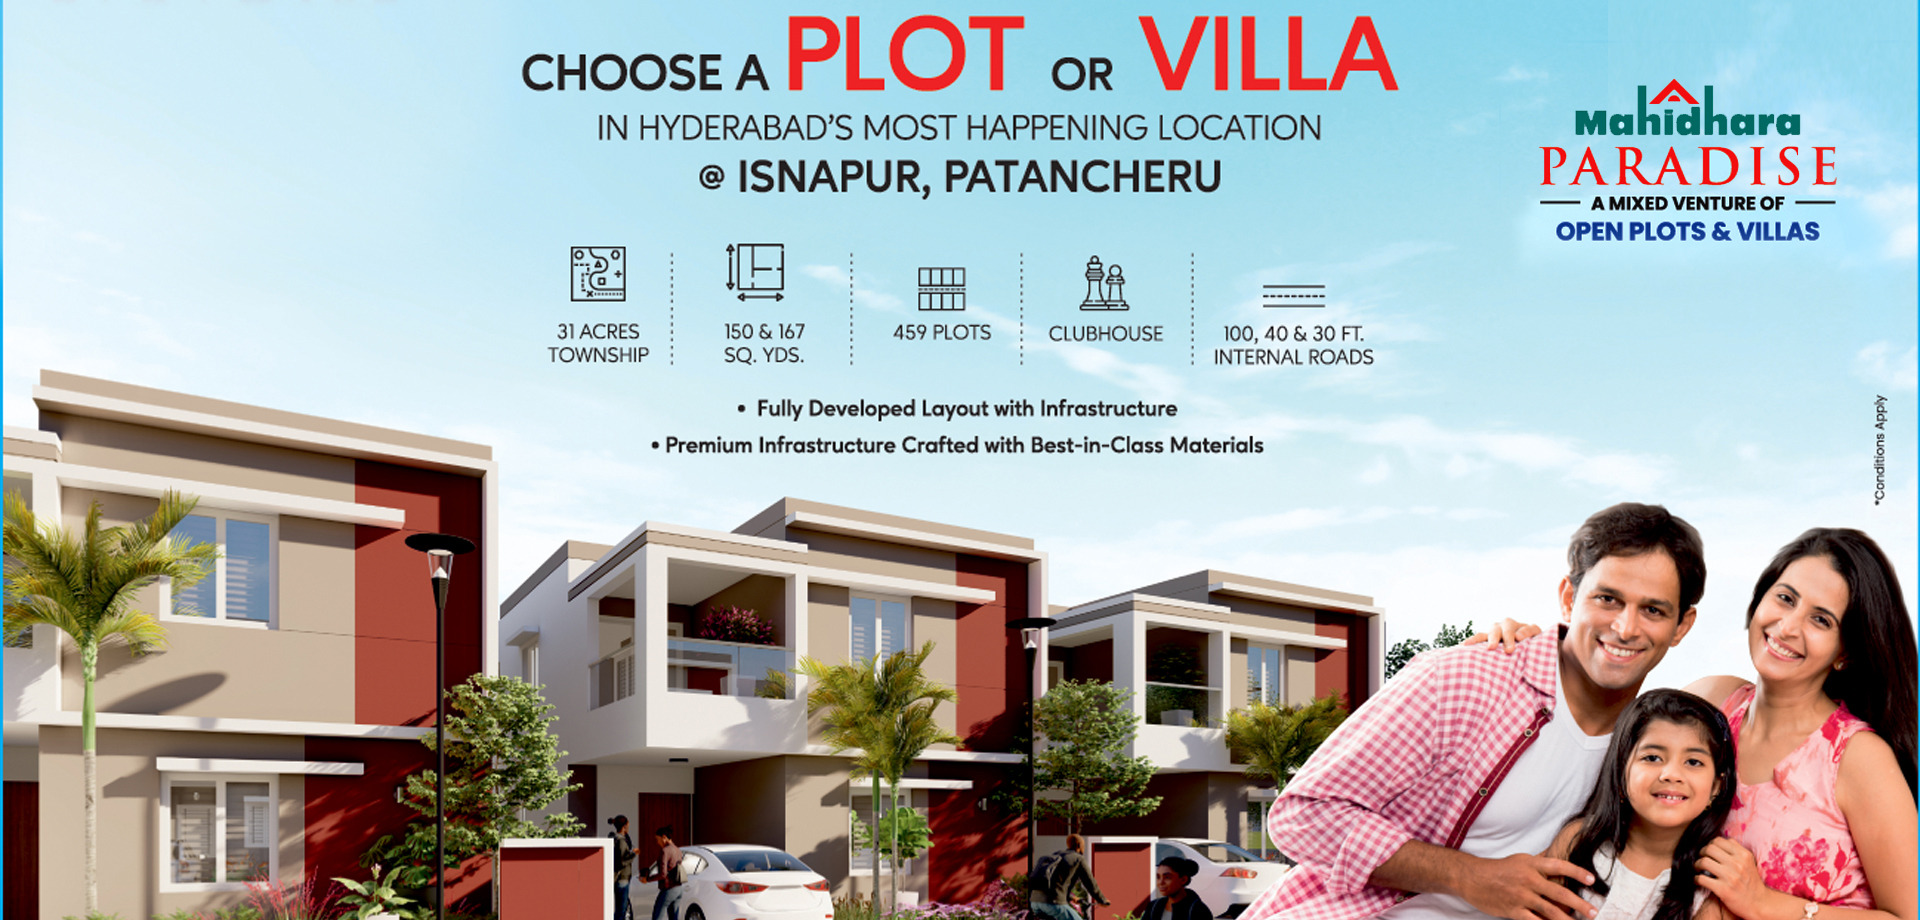 CHOOSE A PLOT OR VILLA
IN HYDERABAD'S MOST HAPPENING LOCATION
@ ISNAPUR, PATANCHERU
Mahidhara
PARADISE
A MIXED VENTURE OF
OPEN PLOTS & VILLAS
31 ACRES
TOWNSHIP
150 & 167
SQ. YDS.
459 PLOTS
CLUBHOUSE
100, 40 & 30 FT.
INTERNAL ROADS
• Fully Developed Layout with Infrastructure
• Premium Infrastructure Crafted with Best-in-Class Materials
*Conditions Apply